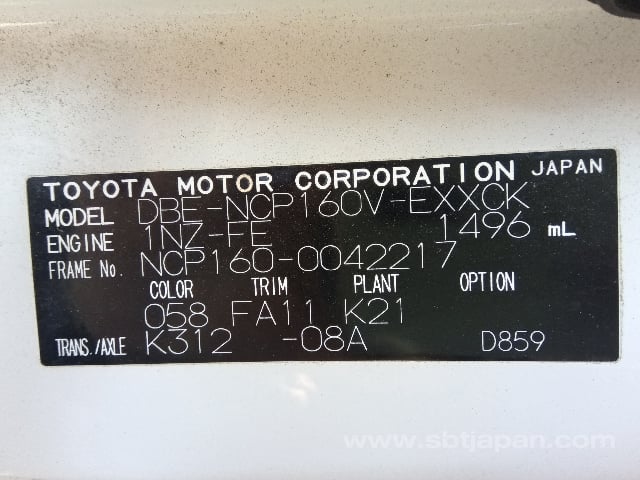 TOYOTA MOTOR CORPORATION JAPAN
MODEL DBE-NCP160V-EXXCK
ENGINE 1NZ-FE 1496 mL
FRAME No. NCP160-0042217
COLOR TRIM PLANT OPTION
058 FA11 K21
TRANS./AXLE K312 -08A D859
www.sbtjapan.com